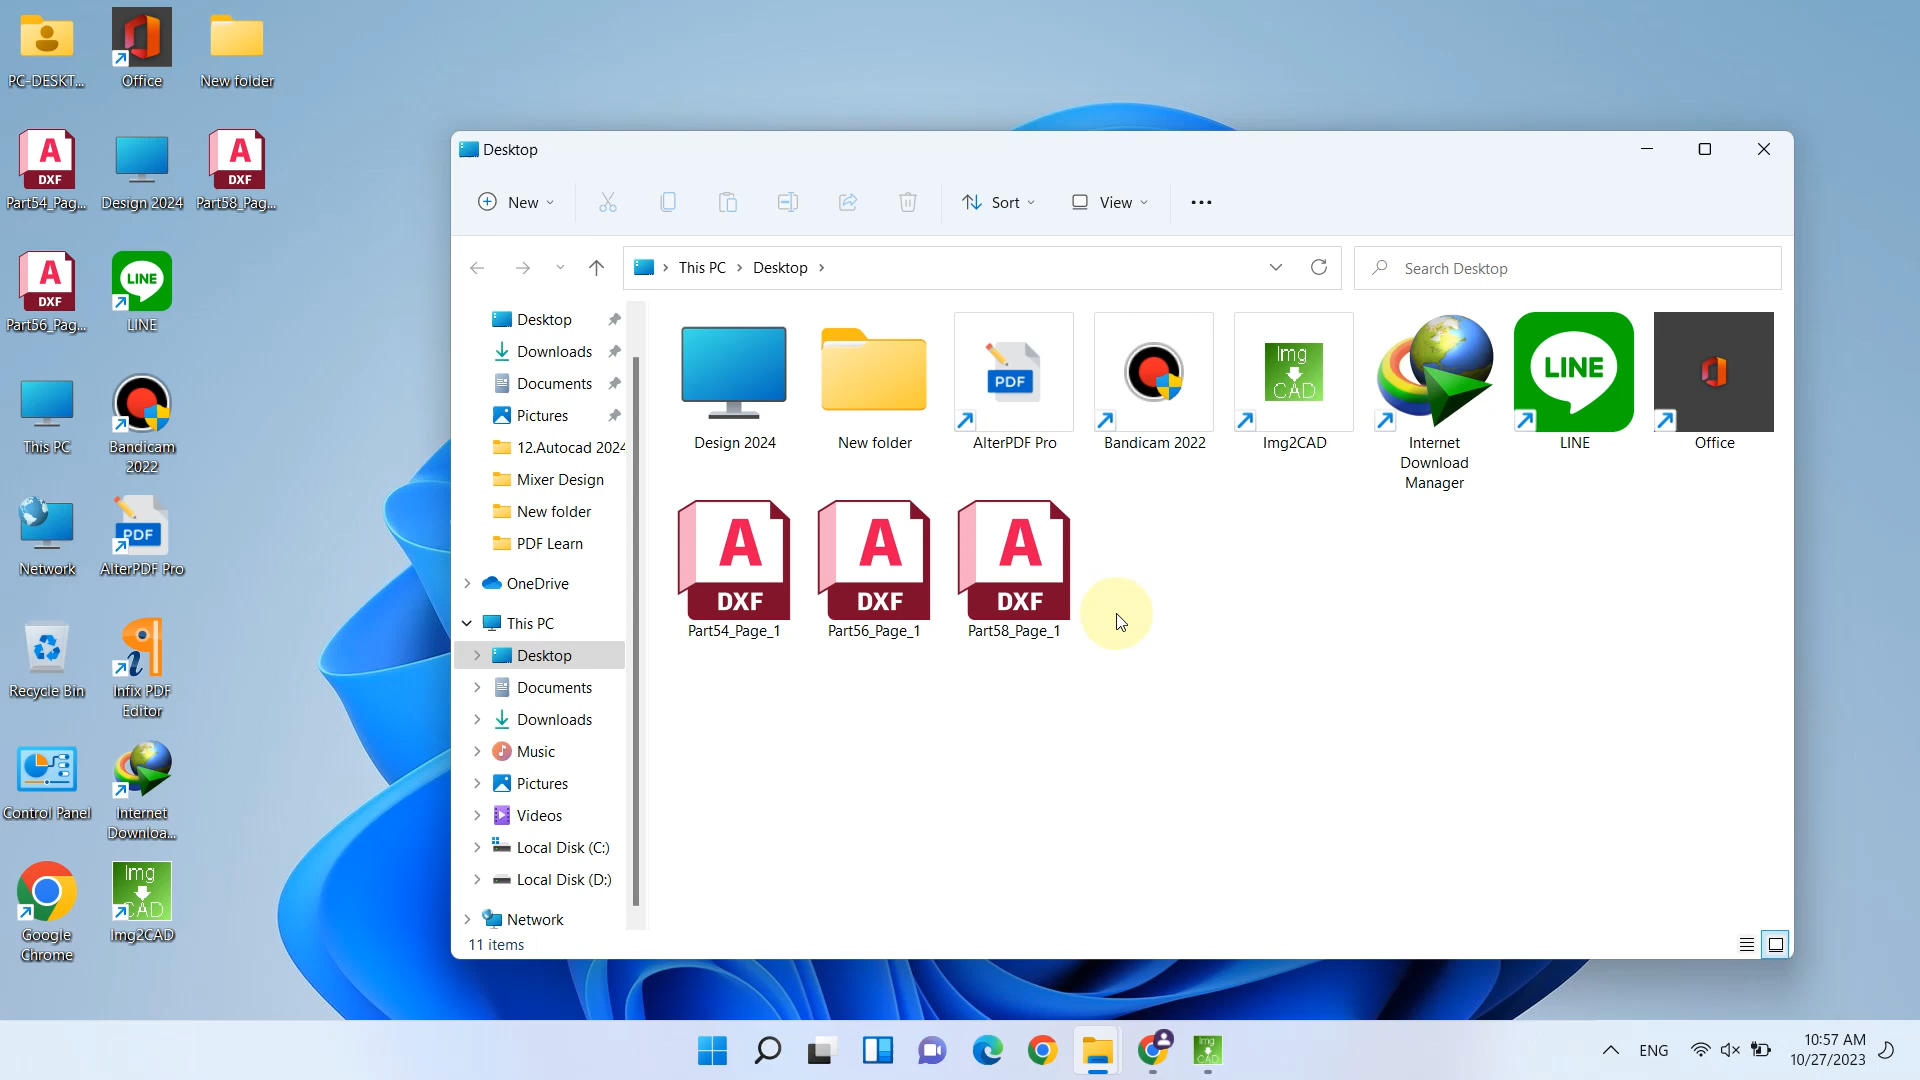 PC-DESKT...
Office
New folder
A
DXF
Part54_Pag...
Design 2024
A
DXF
Part58_Pag...
A
DXF
Part56_Pag...
LINE
LINE
This PC
Bandicam
2022
Network
PDF
AlterPDF Pro
Recycle Bin
Infix PDF
Editor
Control Panel
Internet
Downloa...
Google
Chrome
Img
CAD
Img2CAD
Desktop
New
Sort
View
This PC
Desktop
Search Desktop
Desktop
Downloads
Documents
Pictures
12.Autocad 2024
Mixer Design
New folder
PDF Learn
OneDrive
This PC
Desktop
Documents
Downloads
Music
Pictures
Videos
Local Disk (C:)
Local Disk (D:)
Network
11 items
Design 2024
New folder
PDF
AlterPDF Pro
Bandicam 2022
Img
CAD
Img2CAD
Internet
Download
Manager
LINE
LINE
Office
A
DXF
Part54_Page_1
A
DXF
Part56_Page_1
A
DXF
Part58_Page_1
Img
CAD
ENG
10:57 AM
10/27/2023